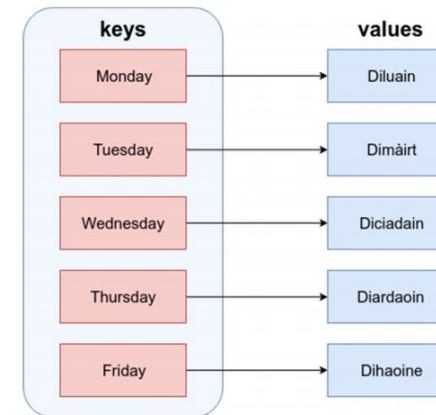 keys values
Monday Diluain
Tuesday Dimàirt
Wednesday Diciadain
Thursday Diardaoin
Friday Dihaoine